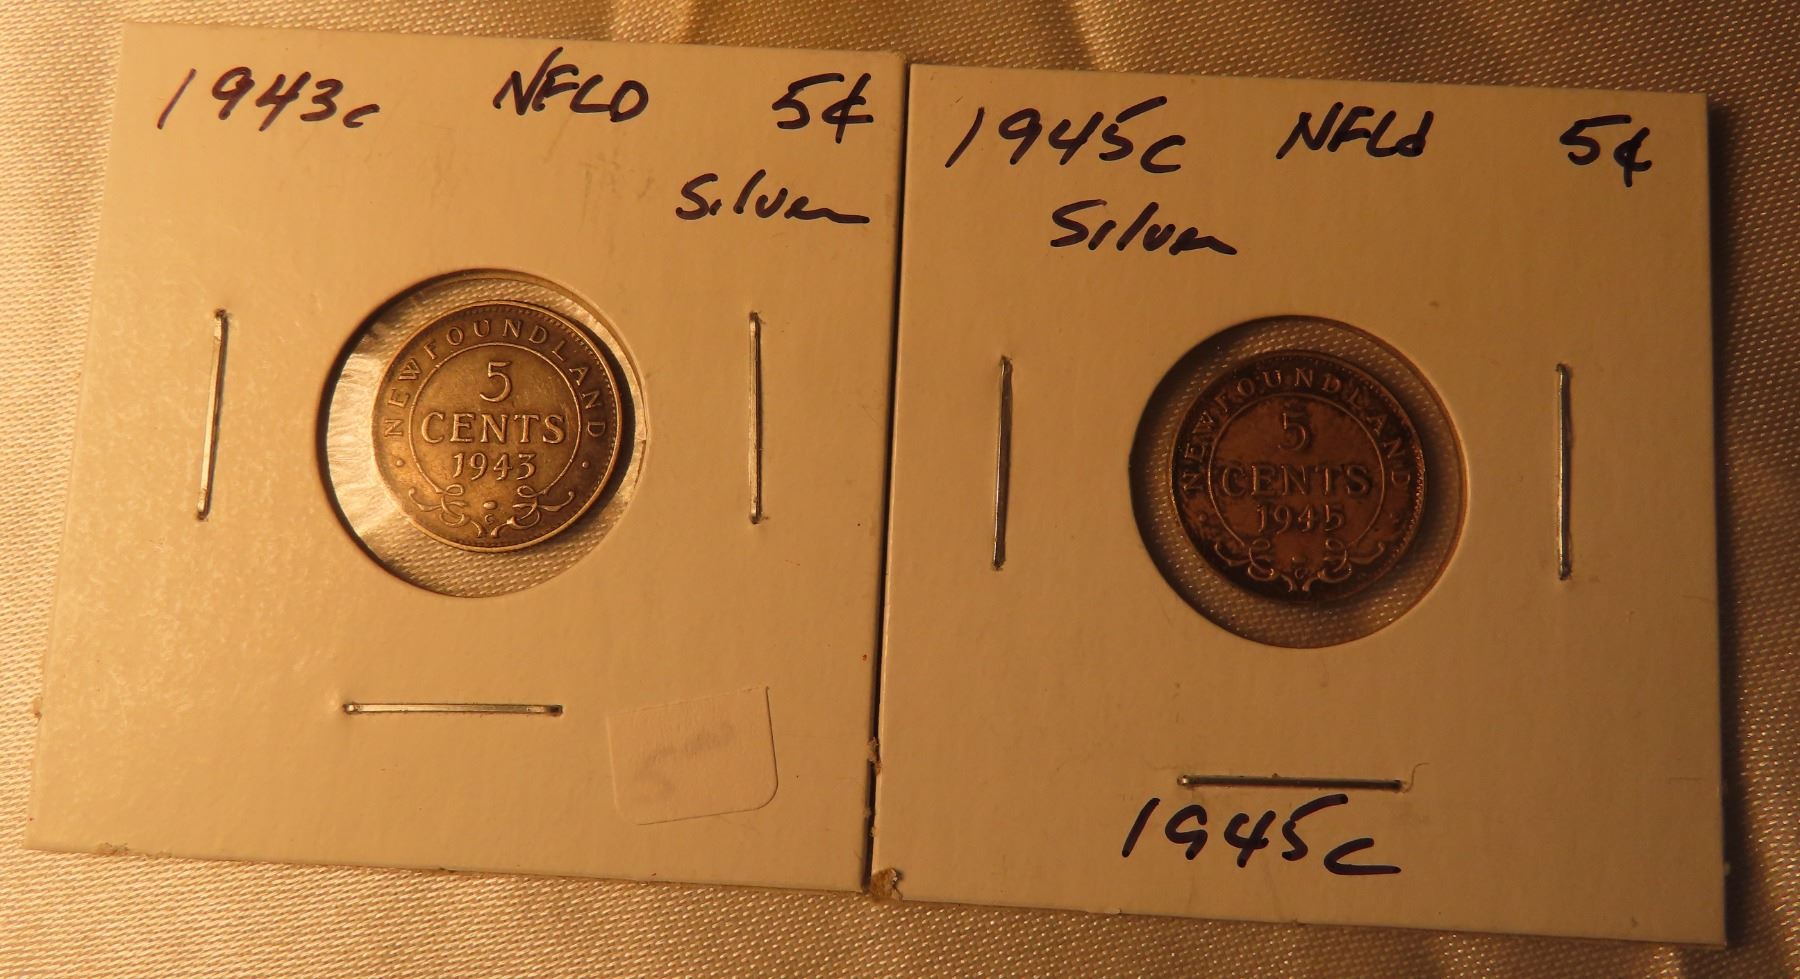 1943c NFLD 5¢
Silver
NEWFOUNDLAND
5
CENTS
1943
C
1945c NFLd 5¢
Silver
NEWFOUNDLAND
5
CENTS
1945
C
1945c